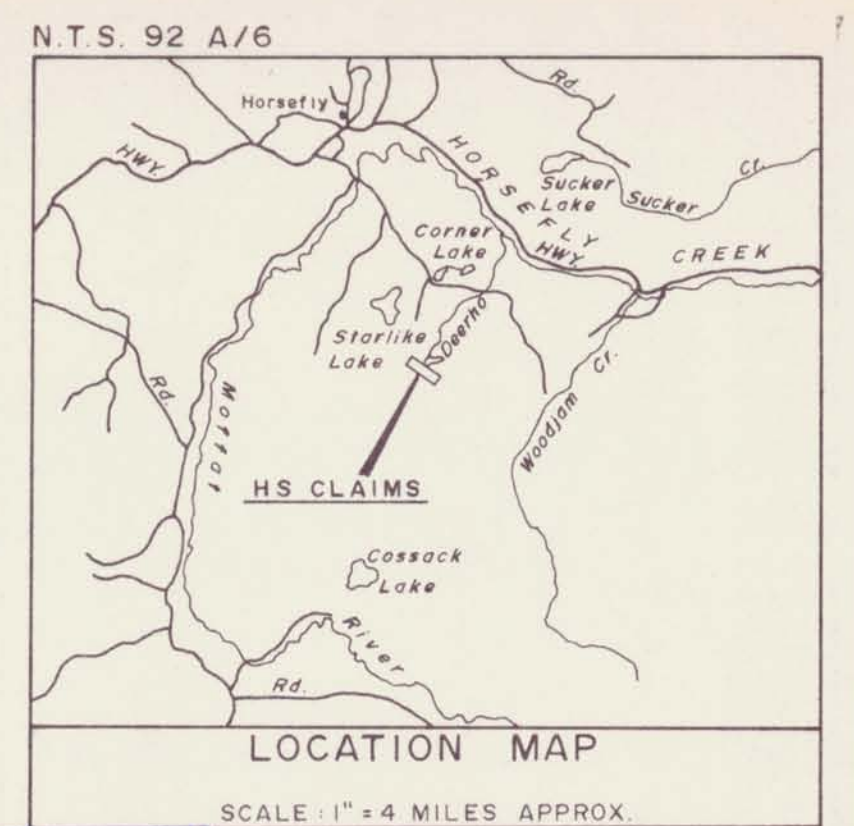 N.T.S. 92 A/6
Rd.
Horsefly
HWY.
HORSEFLY
HWY.
Sucker
Lake
Sucker
Cr.
Corner
Lake
CREEK
Starlike
Lake
Deerho
Rd.
Moffat
Woodjam
Cr.
HS CLAIMS
Cossack
Lake
River
Rd.
LOCATION MAP
SCALE : 1" = 4 MILES APPROX.